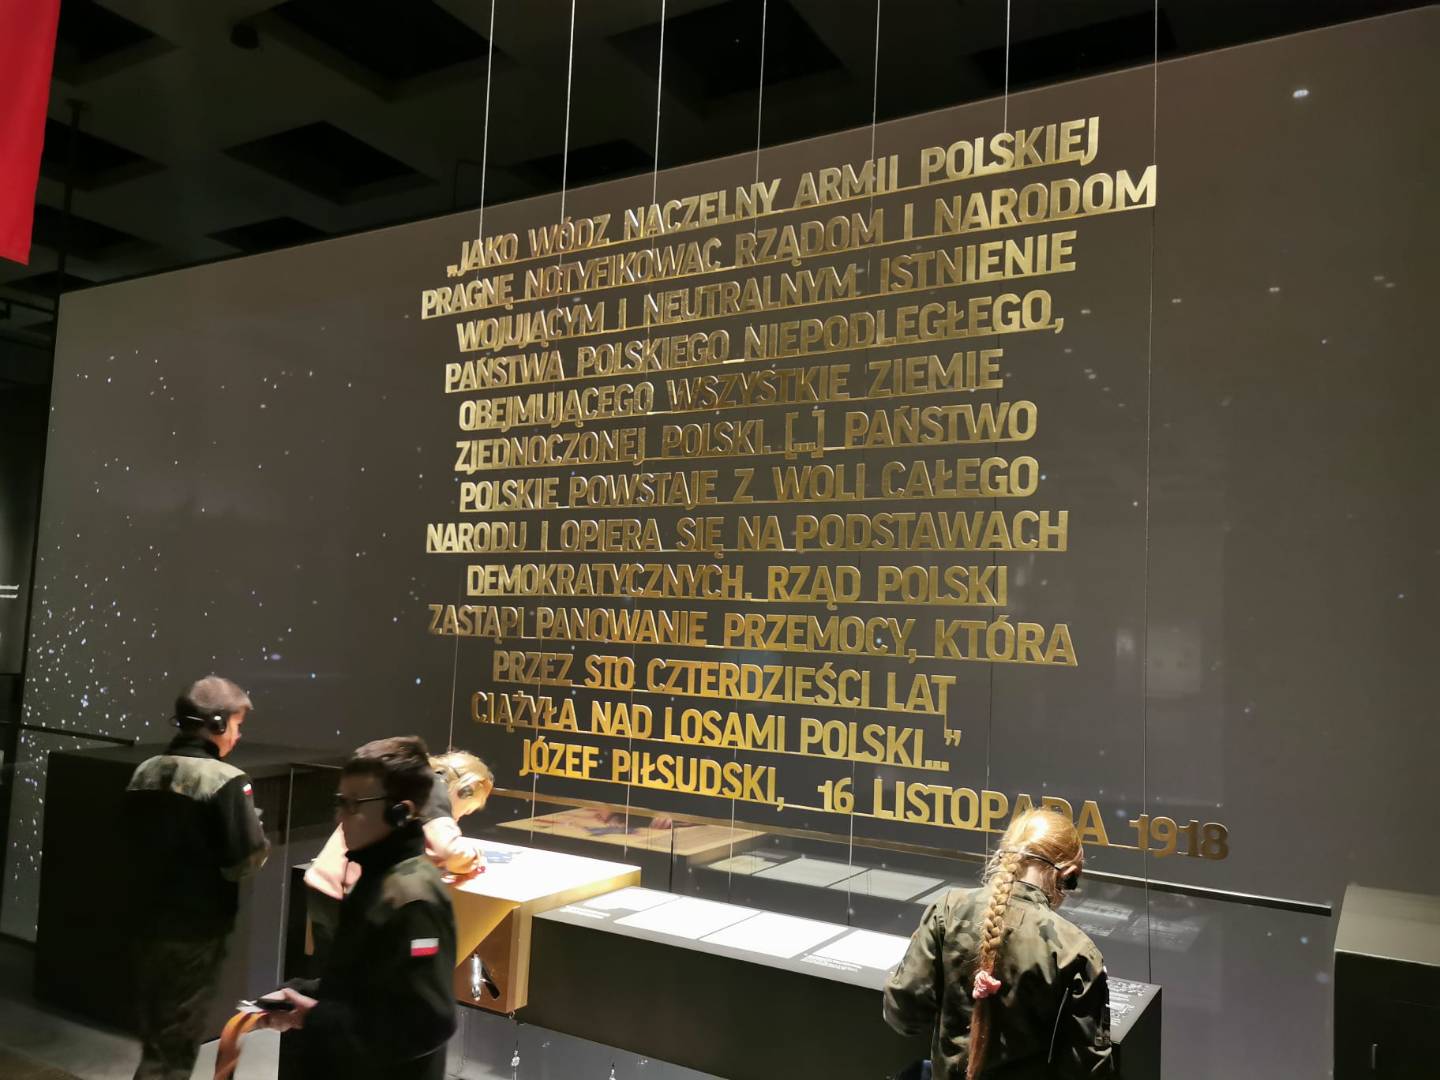 „JAKO WÓDZ NACZELNY ARMII POLSKIEJ
PRAGNĘ NOTYFIKOWAĆ RZĄDOM I NARODOM
WOJUJĄCYM I NEUTRALNYM ISTNIENIE
PAŃSTWA POLSKIEGO NIEPODLEGŁEGO,
OBEJMUJĄCEGO WSZYSTKIE ZIEMIE
ZJEDNOCZONEJ POLSKI. [...] PAŃSTWO
POLSKIE POWSTAJE Z WOLI CAŁEGO
NARODU I OPIERA SIĘ NA PODSTAWACH
DEMOKRATYCZNYCH. RZĄD POLSKI
ZASTĄPI PANOWANIE PRZEMOCY, KTÓRA
PRZEZ STO CZTERDZIEŚCI LAT
CIĄŻYŁA NAD LOSAMI POLSKI...”
JÓZEF PIŁSUDSKI, 16 LISTOPADA 1918